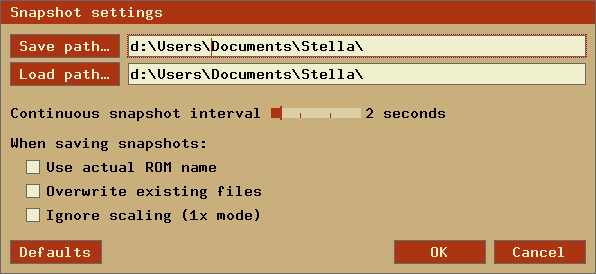 Snapshot settings
Save path… d:\Users\Documents\Stella\
Load path… d:\Users\Documents\Stella\
Continuous snapshot interval 2 seconds
When saving snapshots:
Use actual ROM name
Overwrite existing files
Ignore scaling (1x mode)
Defaults OK Cancel